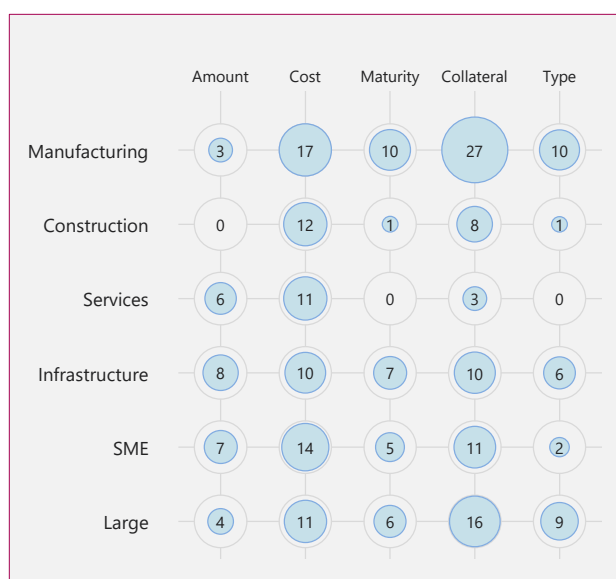 Amount Cost Maturity Collateral Type
Manufacturing 3 17 10 27 10
Construction 0 12 1 8 1
Services 6 11 0 3 0
Infrastructure 8 10 7 10 6
SME 7 14 5 11 2
Large 4 11 6 16 9